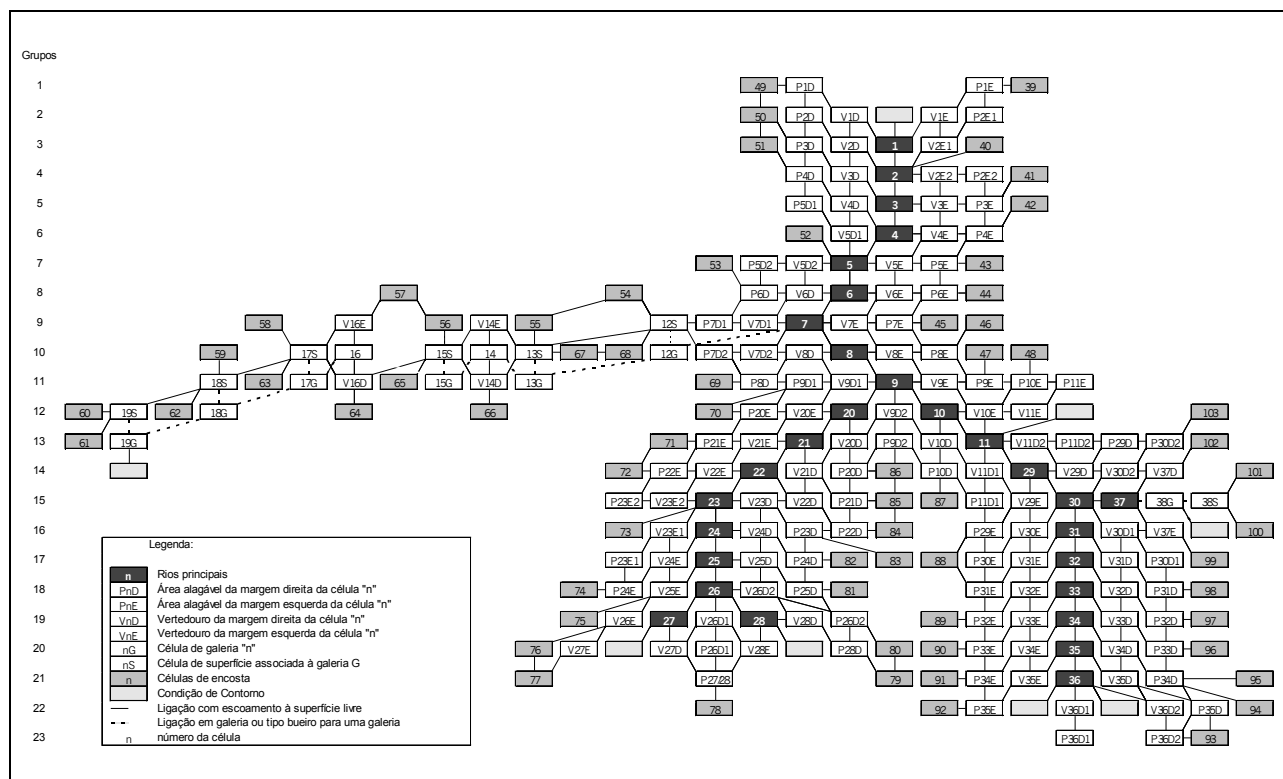 Grupos
1 49 P1D P1E 39
2 50 P2D V1D V1E P2E1
3 51 P3D V2D 1 V2E1 40
4 P4D V3D 2 V2E2 P2E2 41
5 P5D1 V4D 3 V3E P3E 42
6 52 V5D1 4 V4E P4E
7 53 P5D2 V5D2 5 V5E P5E 43
8 57 54 P6D V6D 6 V6E P6E 44
9 58 V16E 56 V14E 55 12S P7D1 V7D1 7 V7E P7E 45 46
10 59 17S 16 15S 14 13S 67 68 12G P7D2 V7D2 V8D 8 V8E P8E 47 48
11 18S 63 17G V16D 65 15G V14D 13G 69 P8D P9D1 V9D1 9 V9E P9E P10E P11E
12 60 19S 62 18G 64 66 70 P20E V20E 20 V9D2 10 V10E V11E 103
13 61 19G 71 P21E V21E 21 V20D P9D2 V10D 11 V11D2 P11D2 P29D P30D2 102
14 72 P22E V22E 22 V21D P20D 86 P10D V11D1 29 V29D V30D2 V37D 101
15 P23E2 V23E2 23 V23D V22D P21D 85 87 P11D1 V29E 30 37 38G 38S
16 73 V23E1 24 V24D P23D P22D 84 P29E V30E 31 V30D1 V37E 100
17 P23E1 V24E 25 V25D P24D 82 83 88 P30E V31E 32 V31D P30D1 99
18 74 P24E V25E 26 V26D2 P25D 81 P31E V32E 33 V32D P31D 98
19 75 V26E 27 V26D1 28 V28D P26D2 89 P32E V33E 34 V33D P32D 97
20 76 V27E V27D P26D1 V28E P28D 80 90 P33E V34E 35 V34D P33D 96
21 77 P27/28 79 91 P34E V35E 36 V35D P34D 95
22 78 92 P35E V36D1 V36D2 P35D 94
23 P36D1 P36D2 93
Legenda:
n Rios principais
PnD Área alagável da margem direita da célula "n"
PnE Área alagável da margem esquerda da célula "n"
VnD Vertedouro da margem direita da célula "n"
VnE Vertedouro da margem esquerda da célula "n"
nG Célula de galeria "n"
nS Célula de superfície associada à galeria G
n Células de encosta
Condição de Contorno
Ligação com escoamento à superfície livre
Ligação em galeria ou tipo bueiro para uma galeria
n número da célula